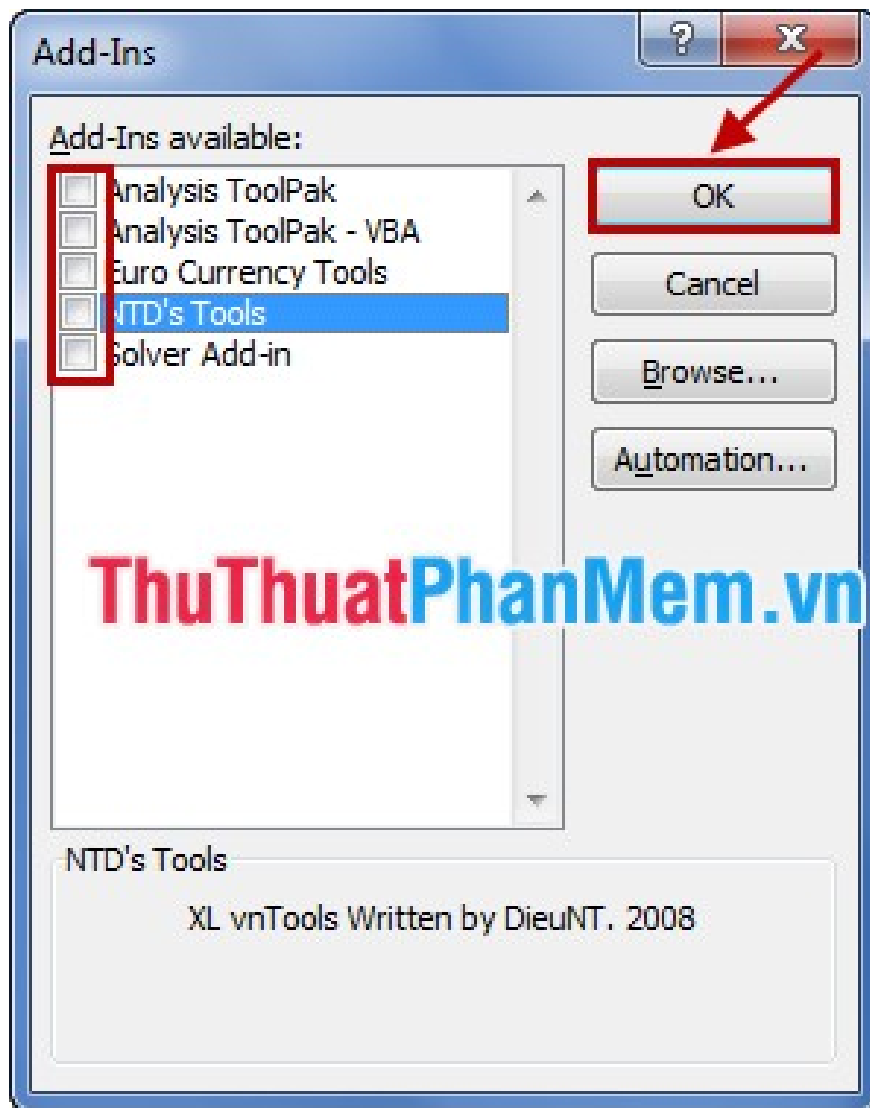 Add-Ins
?
Add-Ins available:
Analysis ToolPak
Analysis ToolPak - VBA
Euro Currency Tools
NTD's Tools
Solver Add-in
OK
Cancel
Browse...
Automation...
ThuThuatPhanMem.vn
NTD's Tools
XL vnTools Written by DieuNT. 2008